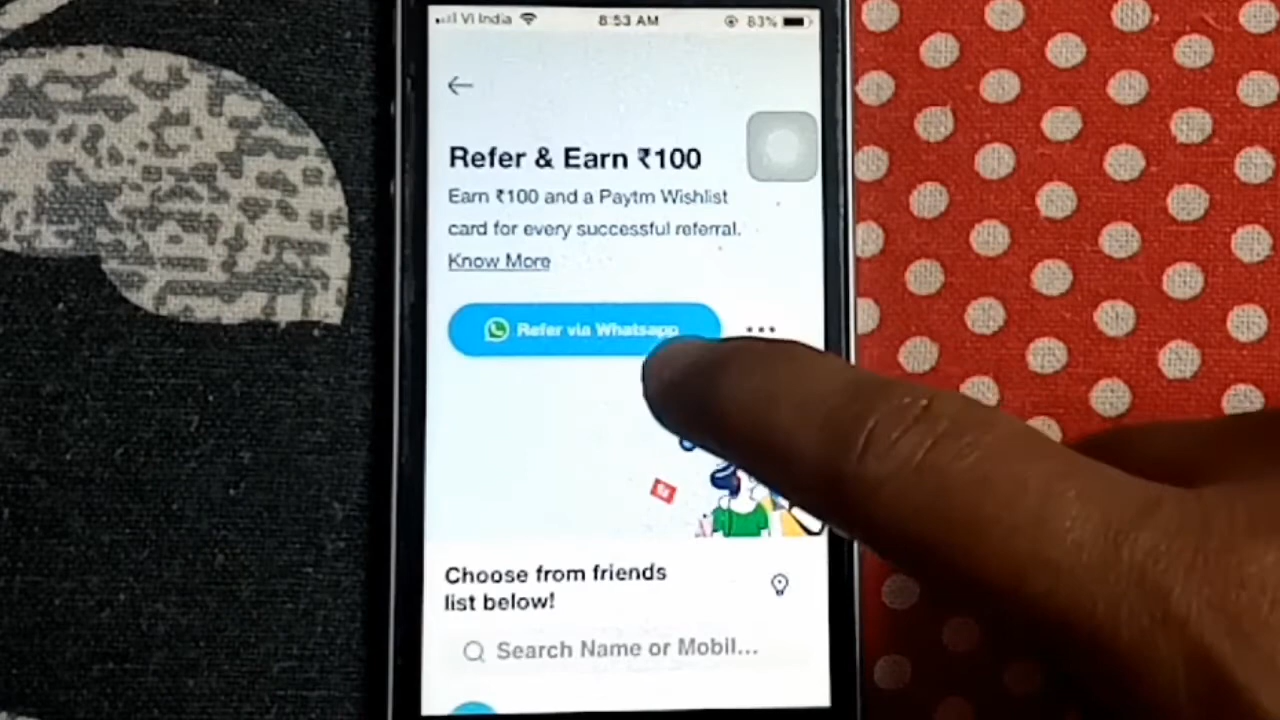 Vi India 8:53 AM 83%
Refer & Earn ₹100
Earn ₹100 and a Paytm Wishlist
card for every successful referral.
Know More
Refer via Whatsapp
Choose from friends
list below!
Search Name or Mobil...